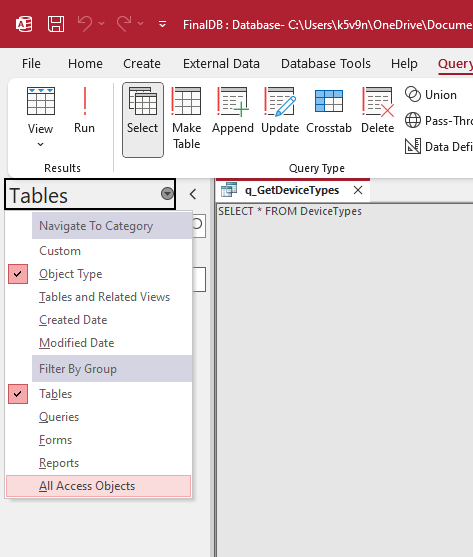 FinalDB : Database- C:\Users\k5v9n\OneDrive\Docume
File Home Create External Data Database Tools Help Query
View Run Select Make Table Append Update Crosstab Delete Union
Pass-Thro
Data Defi
Results Query Type
Tables q_GetDeviceTypes
SELECT * FROM DeviceTypes
Navigate To Category
Custom
Object Type
Tables and Related Views
Created Date
Modified Date
Filter By Group
Tables
Queries
Forms
Reports
All Access Objects